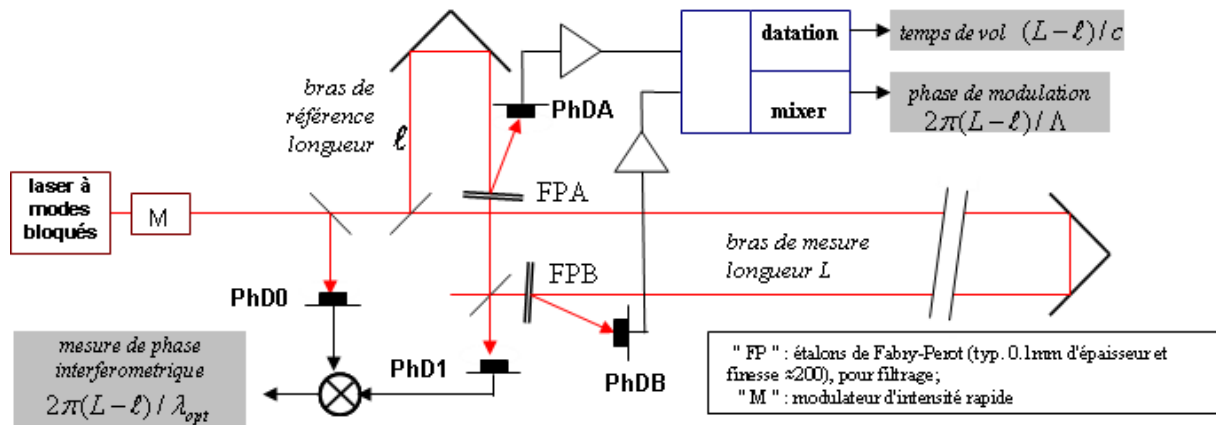 datation
temps de vol (L−ℓ)/c
mixer
phase de modulation
2π(L−ℓ)/Λ
bras de
référence
longueur
ℓ
PhDA
FPA
laser à
modes
bloqués
M
bras de mesure
longueur L
FPB
PhD0
PhDB
PhD1
mesure de phase
interferometrique
2π(L−ℓ)/λopt
" FP " : étalons de Fabry-Perot (typ. 0.1mm d'épaisseur et
finesse ≈200), pour filtrage;
" M " : modulateur d'intensité rapide